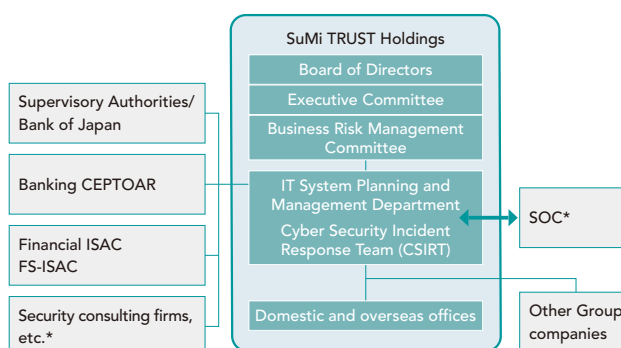 SuMi TRUST Holdings
Board of Directors
Executive Committee
Business Risk Management
Committee
IT System Planning and
Management Department
Cyber Security Incident
Response Team (CSIRT)
Domestic and overseas offices
Supervisory Authorities/
Bank of Japan
Banking CEPTOAR
Financial ISAC
FS-ISAC
Security consulting firms,
etc.*
SOC*
Other Group
companies